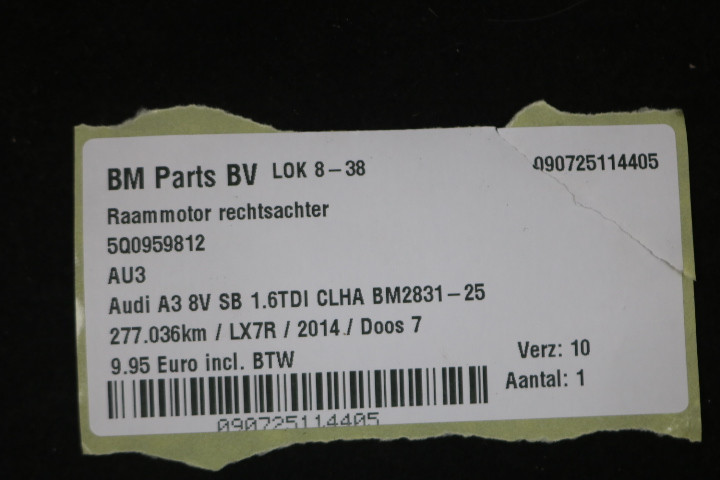 BM Parts BV LOK 8-38 090725114405
Raammotor rechtsachter
5Q0959812
AU3
Audi A3 8V SB 1.6TDI CLHA BM2831-25
277.036km / LX7R / 2014 / Doos 7
9.95 Euro incl. BTW
Verz: 10
Aantal: 1
090725114405